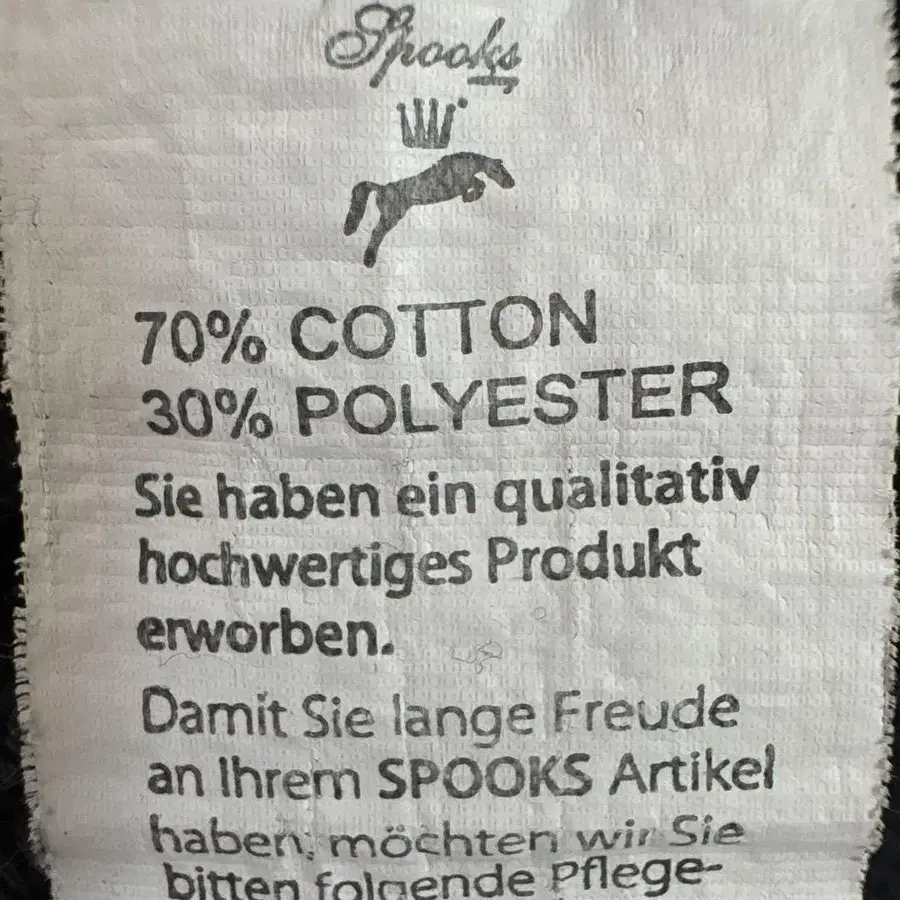 Spooks
70% COTTON
30% POLYESTER
Sie haben ein qualitativ
hochwertiges Produkt
erworben.
Damit Sie lange Freude
an Ihrem SPOOKS Artikel
haben, möchten wir Sie
bitten folgende Pflege-